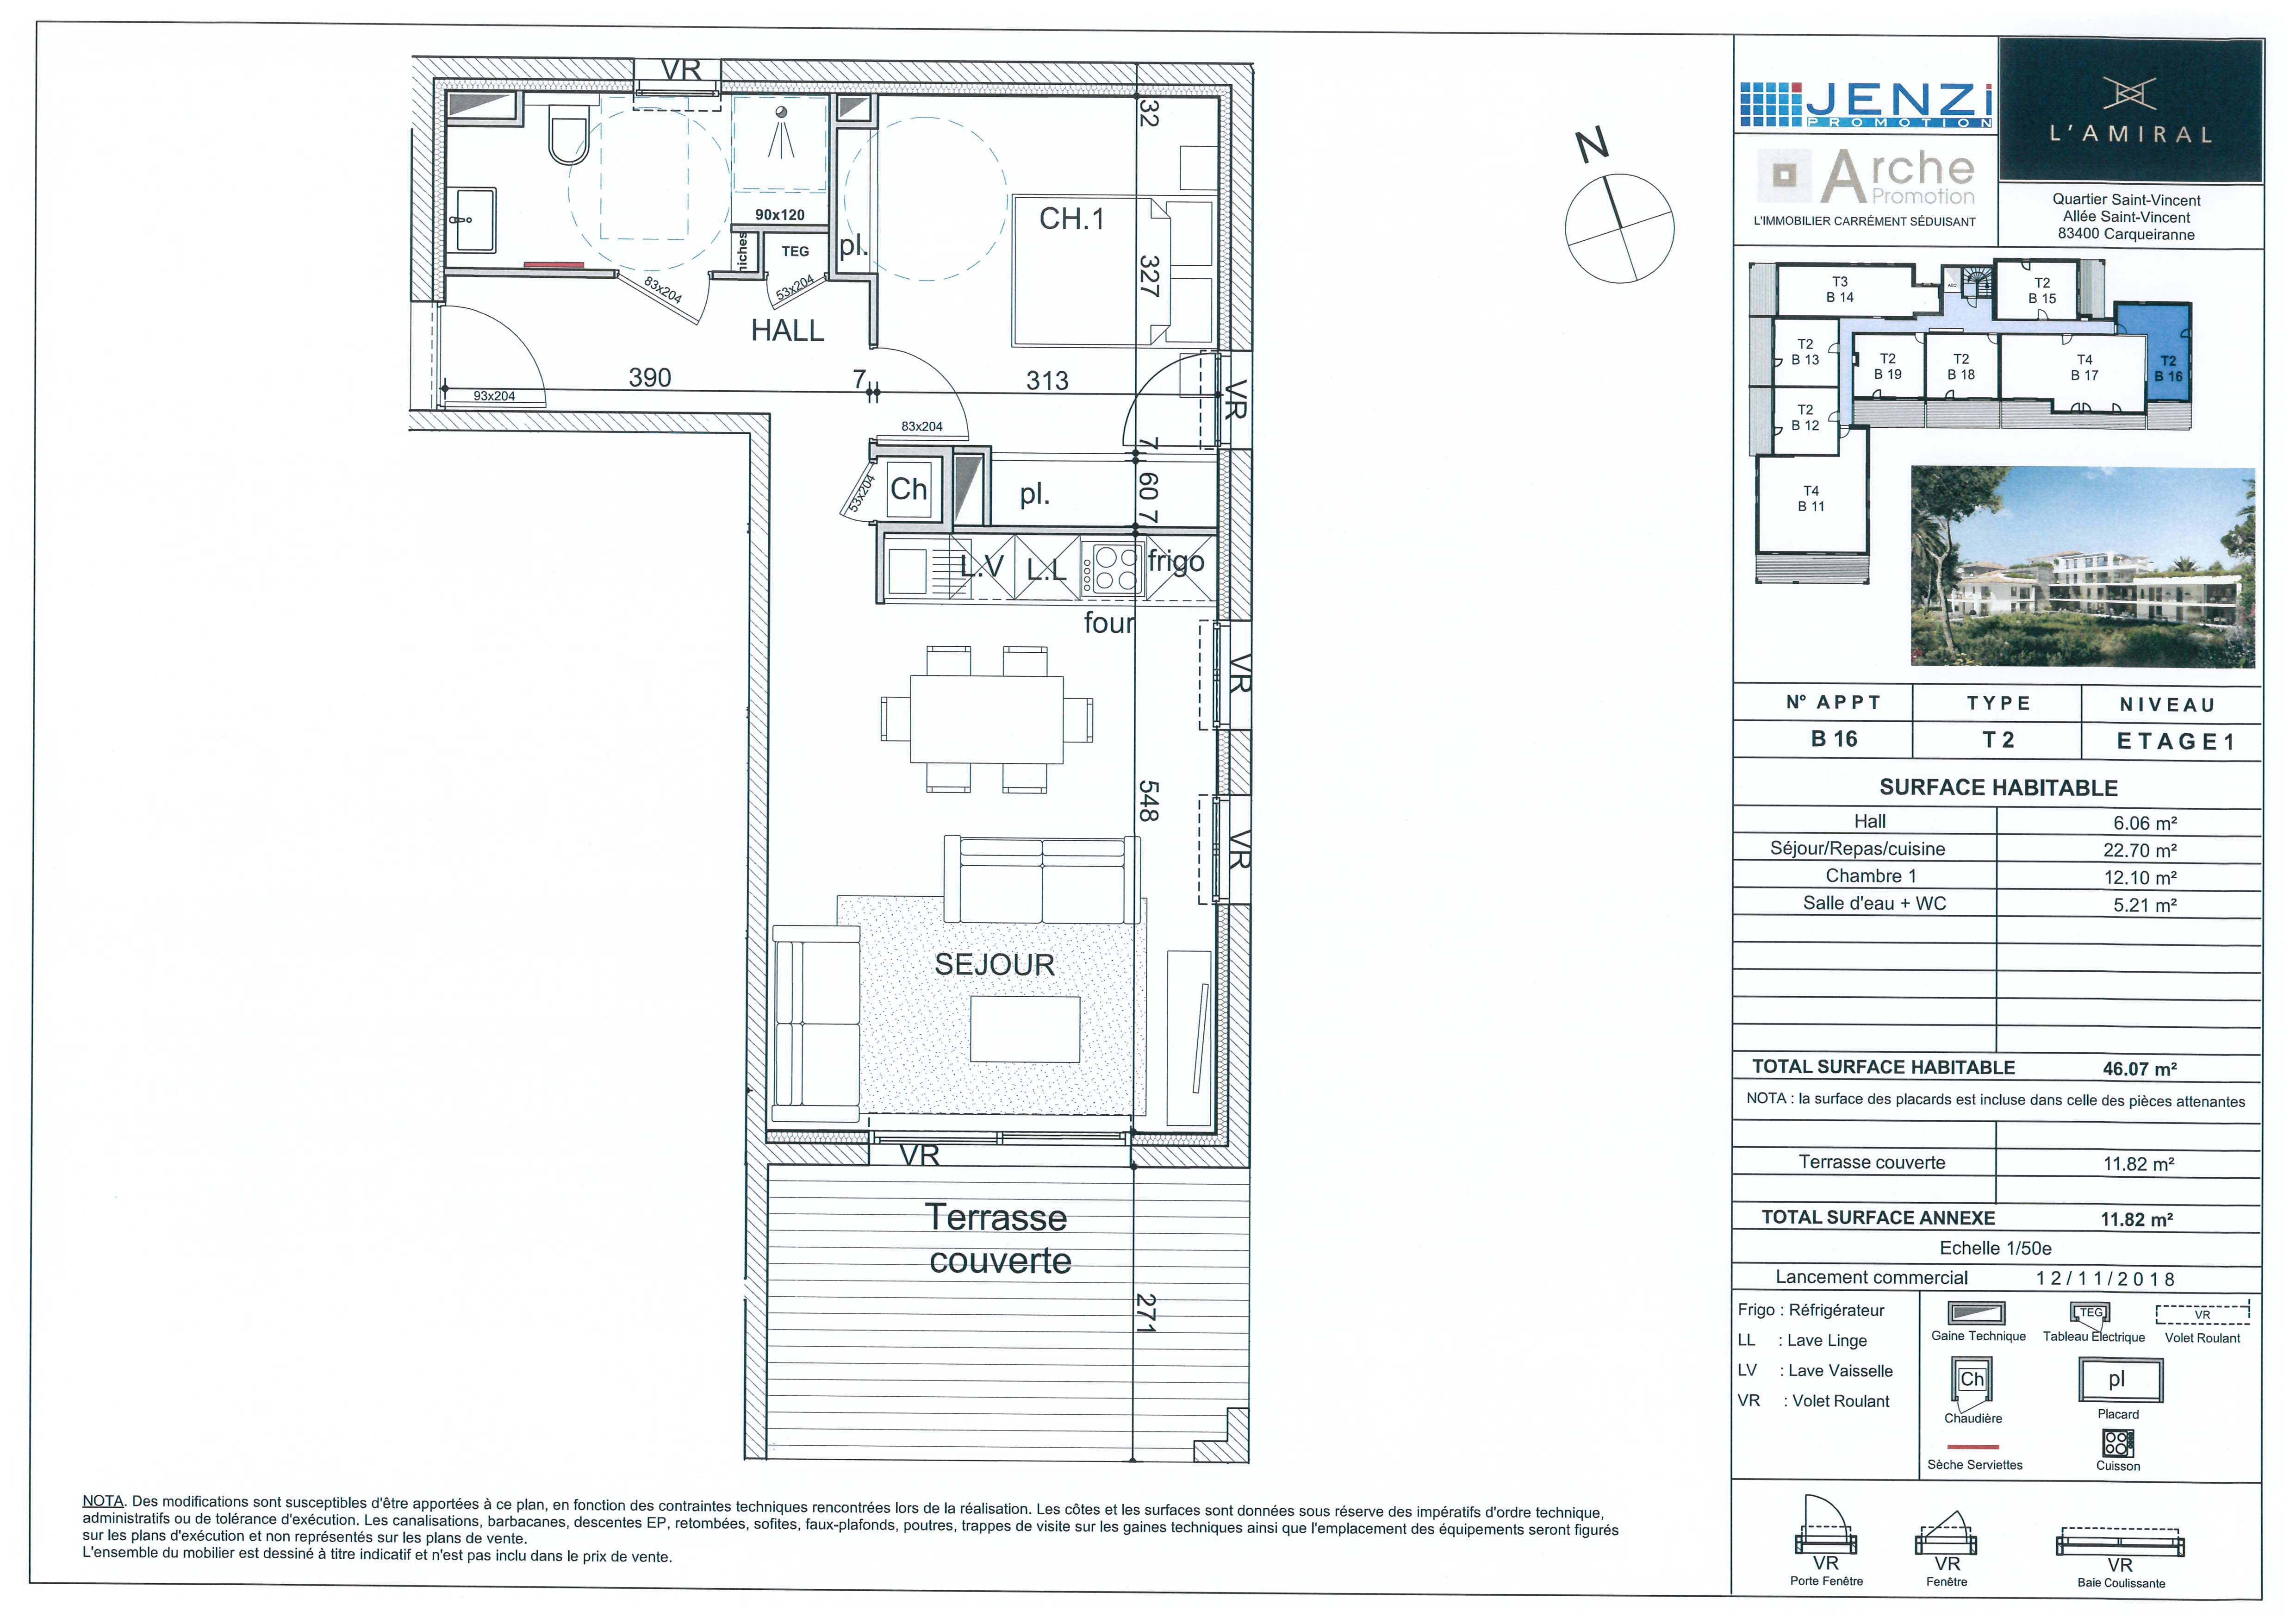 VR
32
90x120
niches
TEG
pl.
CH.1
327
83x204
53x204
HALL
390
7
313
93x204
83x204
VR
7
53x204
Ch
pl.
60
7
L.V
L.L
frigo
four
VR
548
VR
SEJOUR
VR
Terrasse
couverte
271
N
JENZi
PROMOTION
Arche
Promotion
L'IMMOBILIER CARRÉMENT SÉDUISANT
L'AMIRAL
Quartier Saint-Vincent
Allée Saint-Vincent
83400 Carqueiranne
T3
B 14
T2
B 15
T2
B 13
T2
B 19
T2
B 18
T4
B 17
T2
B 16
T2
B 12
T4
B 11
N° APPT TYPE NIVEAU
B 16 T 2 ETAGE1
SURFACE HABITABLE
Hall 6.06 m²
Séjour/Repas/cuisine 22.70 m²
Chambre 1 12.10 m²
Salle d'eau + WC 5.21 m²
TOTAL SURFACE HABITABLE 46.07 m²
NOTA : la surface des placards est incluse dans celle des pièces attenantes
Terrasse couverte 11.82 m²
TOTAL SURFACE ANNEXE 11.82 m²
Echelle 1/50e
Lancement commercial 12/11/2018
Frigo : Réfrigérateur
LL : Lave Linge
LV : Lave Vaisselle
VR : Volet Roulant
Gaine Technique
TEG
Tableau Electrique
VR
Volet Roulant
Ch
Chaudière
pl
Placard
Sèche Serviettes
Cuisson
VR
Porte Fenêtre
VR
Fenêtre
VR
Baie Coulissante
NOTA. Des modifications sont susceptibles d'être apportées à ce plan, en fonction des contraintes techniques rencontrées lors de la réalisation. Les côtes et les surfaces sont données sous réserve des impératifs d'ordre technique,
administratifs ou de tolérance d'exécution. Les canalisations, barbacanes, descentes EP, retombées, sofites, faux-plafonds, poutres, trappes de visite sur les gaines techniques ainsi que l'emplacement des équipements seront figurés
sur les plans d'exécution et non représentés sur les plans de vente.
L'ensemble du mobilier est dessiné à titre indicatif et n'est pas inclu dans le prix de vente.